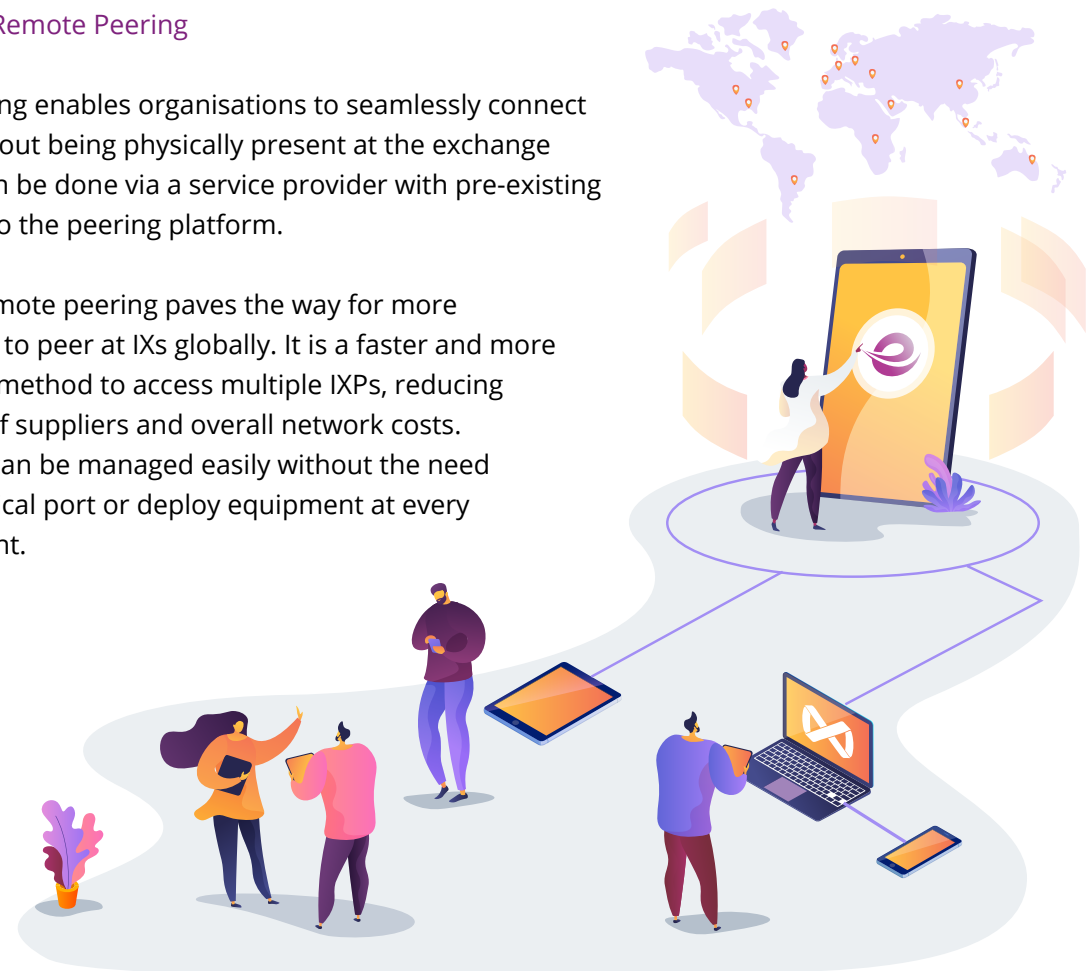 Remote Peering
ng enables organisations to seamlessly connect
out being physically present at the exchange
n be done via a service provider with pre-existing
o the peering platform.
mote peering paves the way for more
to peer at IXs globally. It is a faster and more
method to access multiple IXPs, reducing
f suppliers and overall network costs.
an be managed easily without the need
ical port or deploy equipment at every
nt.